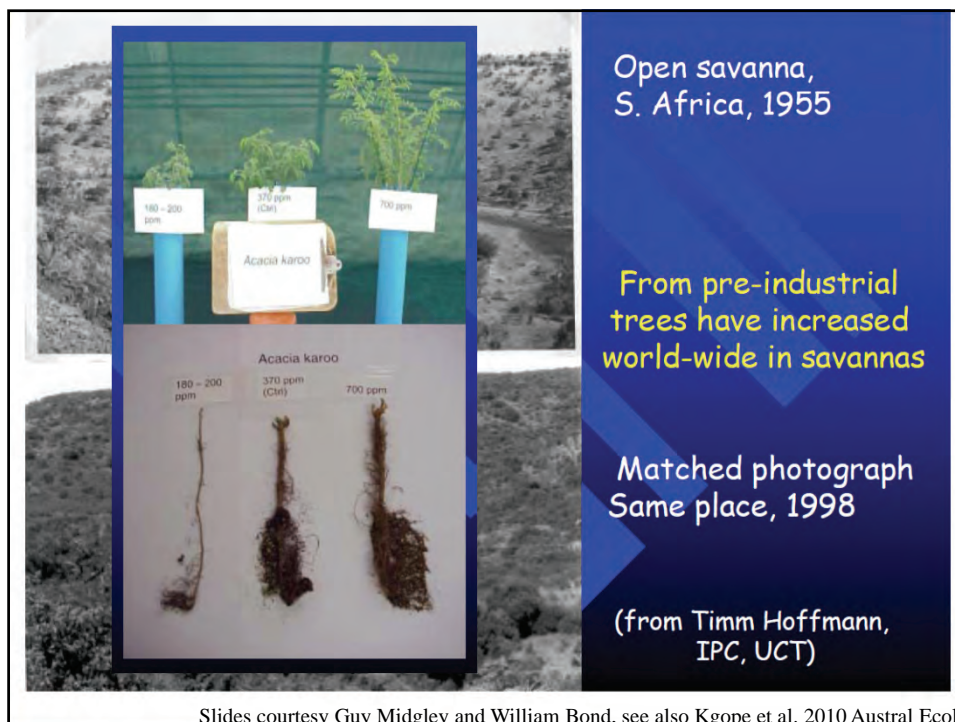 180 – 200
ppm
370 ppm
(Ctrl)
700 ppm
Acacia karoo
Acacia karoo
180 – 200
ppm
370 ppm
(Ctrl)
700 ppm
Open savanna,
S. Africa, 1955
From pre-industrial
trees have increased
world-wide in savannas
Matched photograph
Same place, 1998
(from Timm Hoffmann,
IPC, UCT)
Slides courtesy Guy Midgley and William Bond, see also Kgope et al. 2010 Austral Ecol